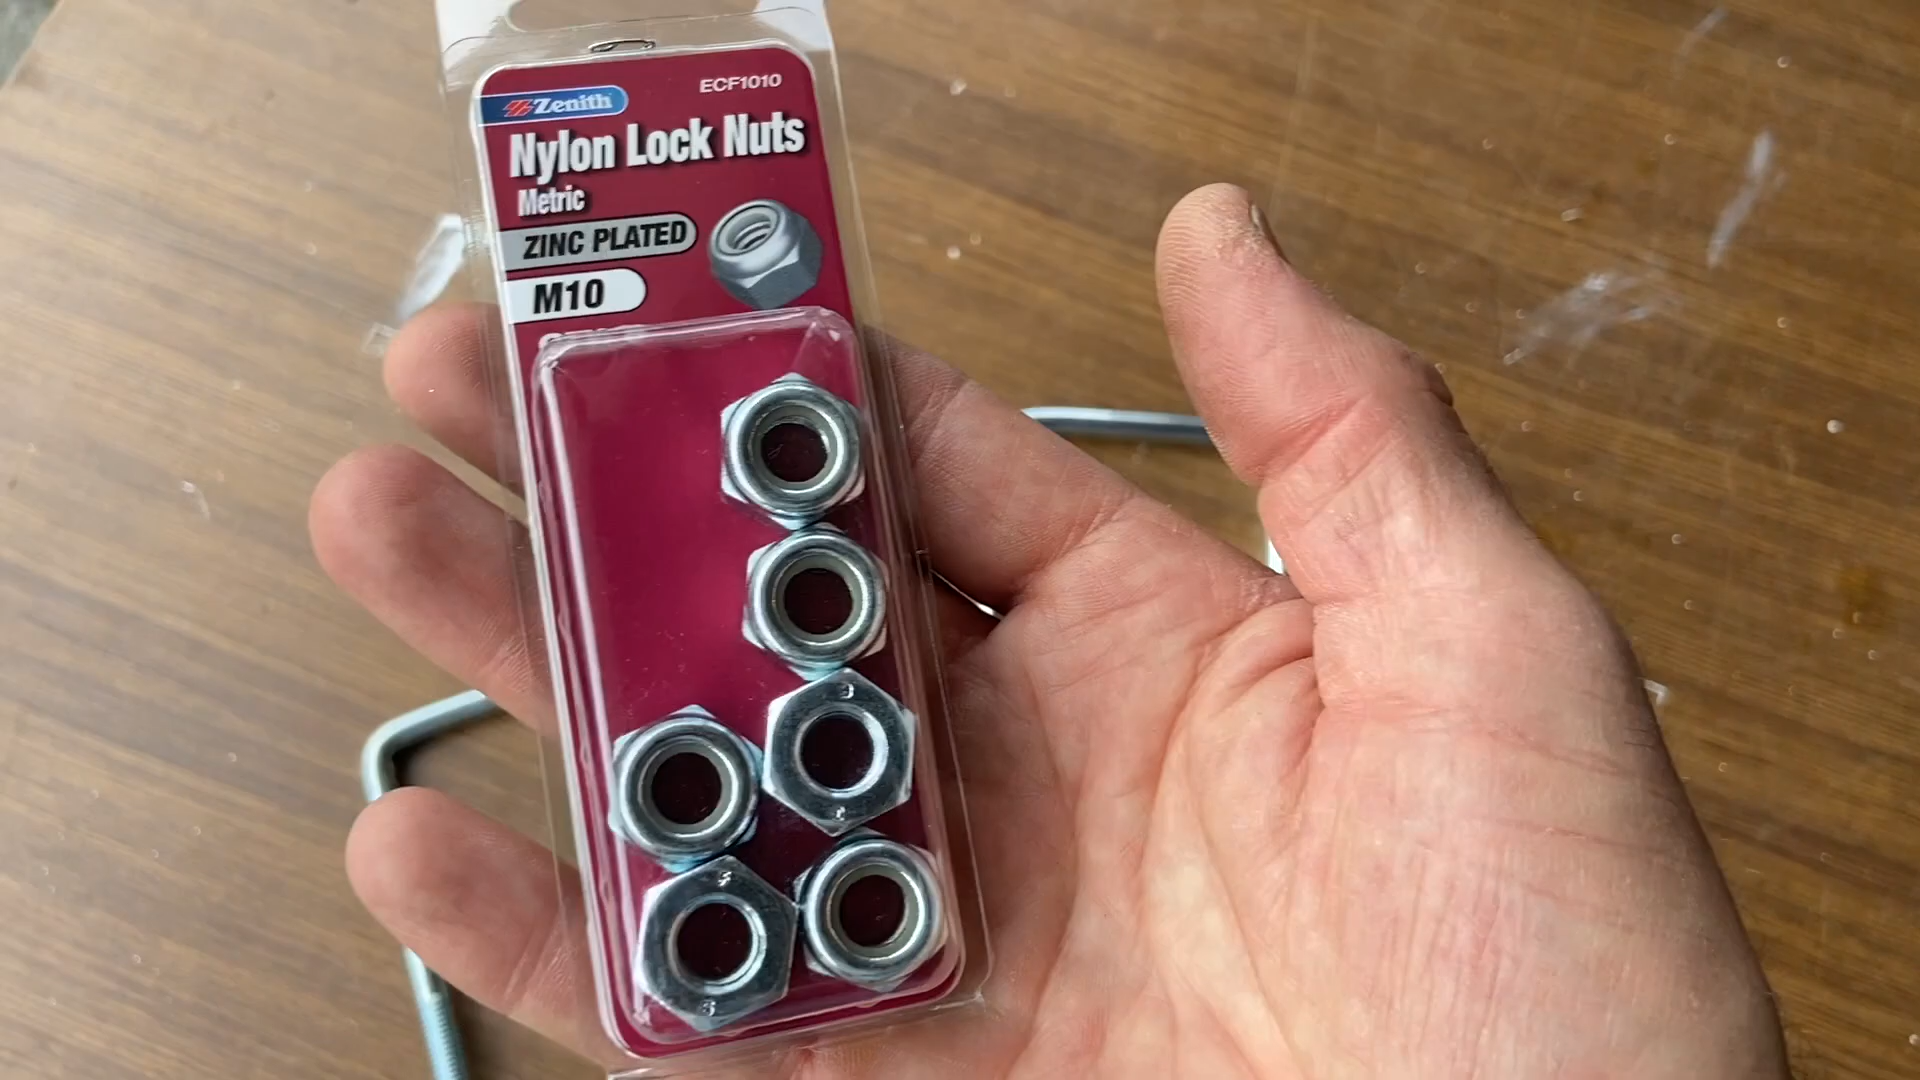 Zenith
ECF1010
Nylon Lock Nuts
Metric
ZINC PLATED
M10